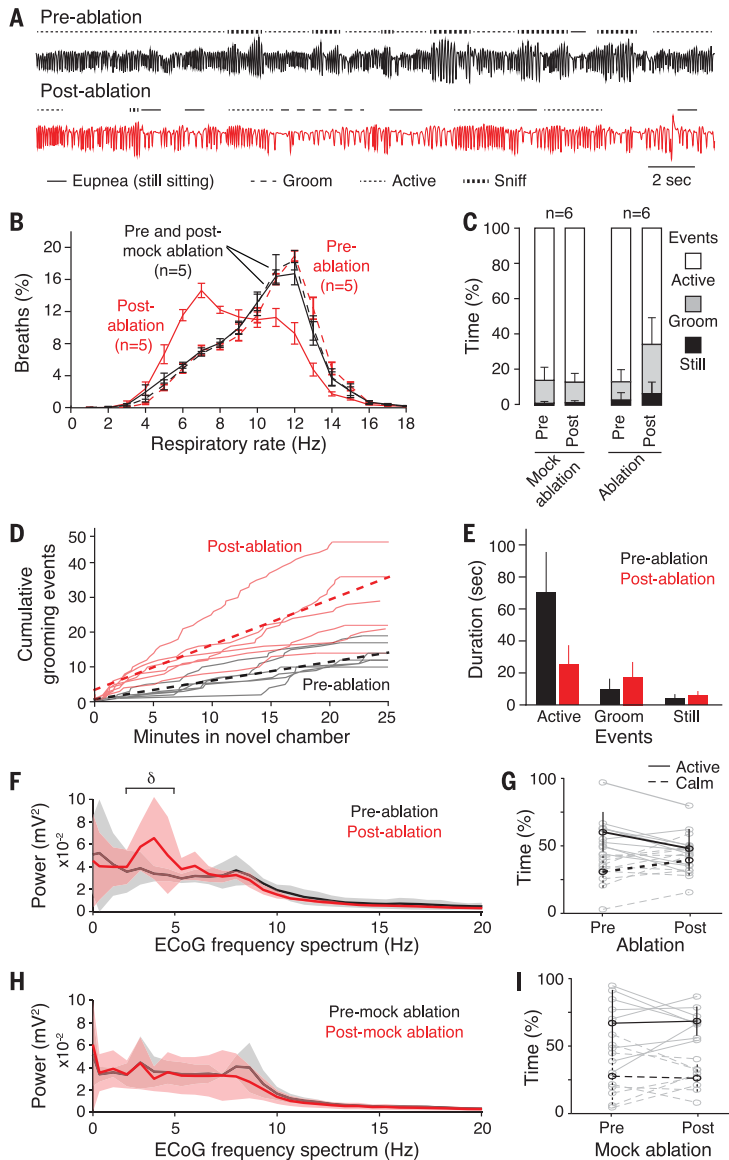 A
Pre-ablation
Post-ablation
Eupnea (still sitting)
Groom
Active
Sniff
2 sec
B
Breaths (%)
20
16
12
8
4
0
Pre and post-
mock ablation
(n=5)
Pre-
ablation
(n=5)
Post-
ablation
(n=5)
0 2 4 6 8 10 12 14 16 18
Respiratory rate (Hz)
C
n=6 n=6
Time (%)
100
80
60
40
20
0
Events
Active
Groom
Still
Pre
Post
Pre
Post
Mock
ablation
Ablation
D
Cumulative
grooming events
50
40
30
20
10
0
Post-ablation
Pre-ablation
0 5 10 15 20 25
Minutes in novel chamber
E
Duration (sec)
100
80
60
40
20
0
Pre-ablation
Post-ablation
Active Groom Still
Events
F
δ
Power (mV²)
x10⁻²
10
8
6
4
2
0
Pre-ablation
Post-ablation
0 5 10 15 20
ECoG frequency spectrum (Hz)
G
Active
Calm
Time (%)
100
50
0
Pre Post
Ablation
H
Power (mV²)
x10⁻²
10
8
6
4
2
0
Pre-mock ablation
Post-mock ablation
0 5 10 15 20
ECoG frequency spectrum (Hz)
I
Time (%)
100
50
0
Pre Post
Mock ablation